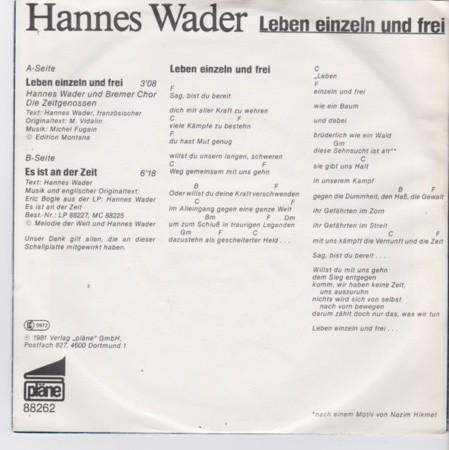 Hannes Wader Leben einzeln und frei
A-Seite
Leben einzeln und frei 3'08
Hannes Wader und Bremer Chor
Die Zeitgenossen
Text: Hannes Wader, französischer
Originaltext: M. Vidalin
Musik: Michel Fugain
© Edition Montana
B-Seite
Es ist an der Zeit 6'18
Text: Hannes Wader
Musik und englischer Originaltext:
Eric Bogle aus der LP: Hannes Wader
Es ist an der Zeit
Best.-Nr.: LP 88227, MC 88225
© Melodie der Welt und Hannes Wader
Unser Dank gilt allen, die an dieser
Schallplatte mitgewirkt haben.
℗ 1981 Verlag „pläne" GmbH,
Postfach 827, 4600 Dortmund 1
pläne
88262
Leben einzeln und frei
F
Sag, bist du bereit
dich mit aller Kraft zu wehren
C F
viele Kämpfe zu bestehn
F
du hast Mut genug
willst du unsern langen, schweren
C F
Weg gemeinsam mit uns gehn
B F
Oder willst du deine Kraft verschwenden
C F
im Alleingang gegen eine ganze Welt
Bm F Dm
um zum Schluß in traurigen Legenden
Gm F C
dazustehn als gescheiterter Held . . .
C
„Leben
F
einzeln und frei
wie ein Baum
und dabei
brüderlich wie ein Wald
Gm
diese Sehnsucht ist alt"*
C
sie gibt uns Halt
in unserem Kampf
B F
gegen die Dummheit, den Haß, die Gewalt
ihr Gefährten im Zorn
ihr Gefährten im Streit
C F
mit uns kämpft die Vernunft und die Zeit
Sag, bist du bereit . . .
Willst du mit uns gehn
dem Sieg entgegen
komm, wir haben keine Zeit,
uns auszuruhn
nichts wird sich von selbst
nach vorn bewegen
darum zählt doch nur das, was wir tun
Leben einzeln und frei . . .
*nach einem Motiv von Nazim Hikmet